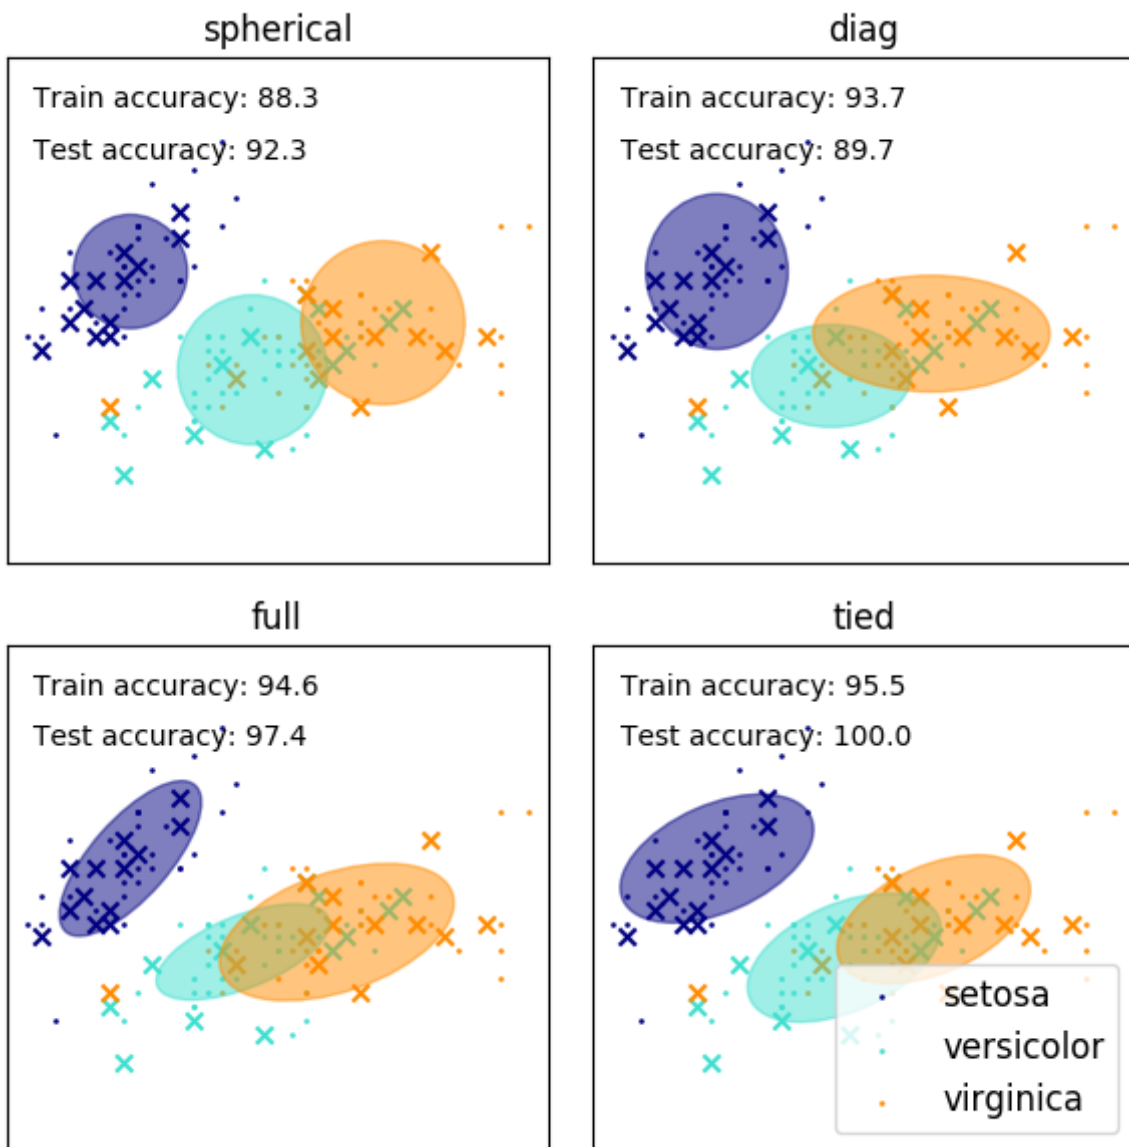 spherical
Train accuracy: 88.3
Test accuracy: 92.3
diag
Train accuracy: 93.7
Test accuracy: 89.7
full
Train accuracy: 94.6
Test accuracy: 97.4
tied
Train accuracy: 95.5
Test accuracy: 100.0
setosa
versicolor
virginica